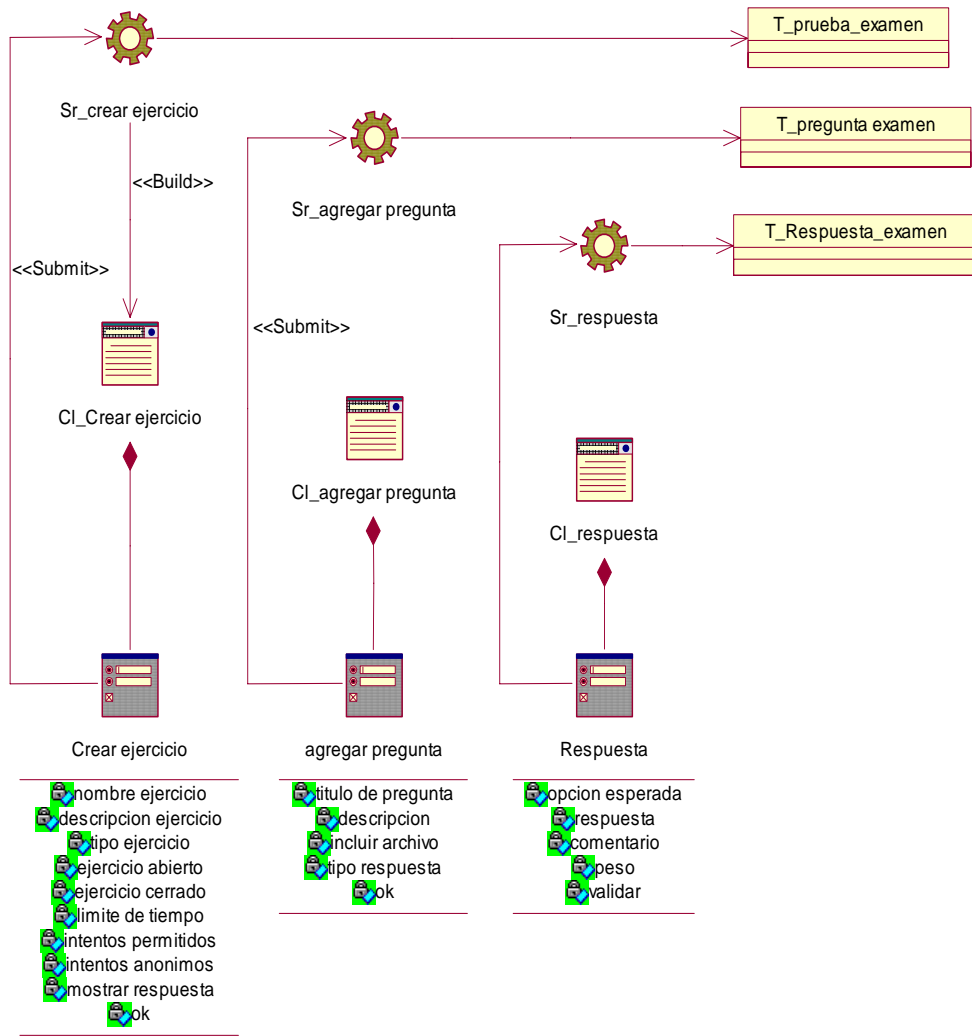 T_prueba_examen
Sr_crear ejercicio
T_pregunta examen
<<Build>>
Sr_agregar pregunta
T_Respuesta_examen
<<Submit>>
<<Submit>>
Sr_respuesta
Cl_Crear ejercicio
Cl_agregar pregunta
Cl_respuesta
Crear ejercicio
nombre ejercicio
descripcion ejercicio
tipo ejercicio
ejercicio abierto
ejercicio cerrado
limite de tiempo
intentos permitidos
intentos anonimos
mostrar respuesta
ok
agregar pregunta
titulo de pregunta
descripcion
incluir archivo
tipo respuesta
ok
Respuesta
opcion esperada
respuesta
comentario
peso
validar